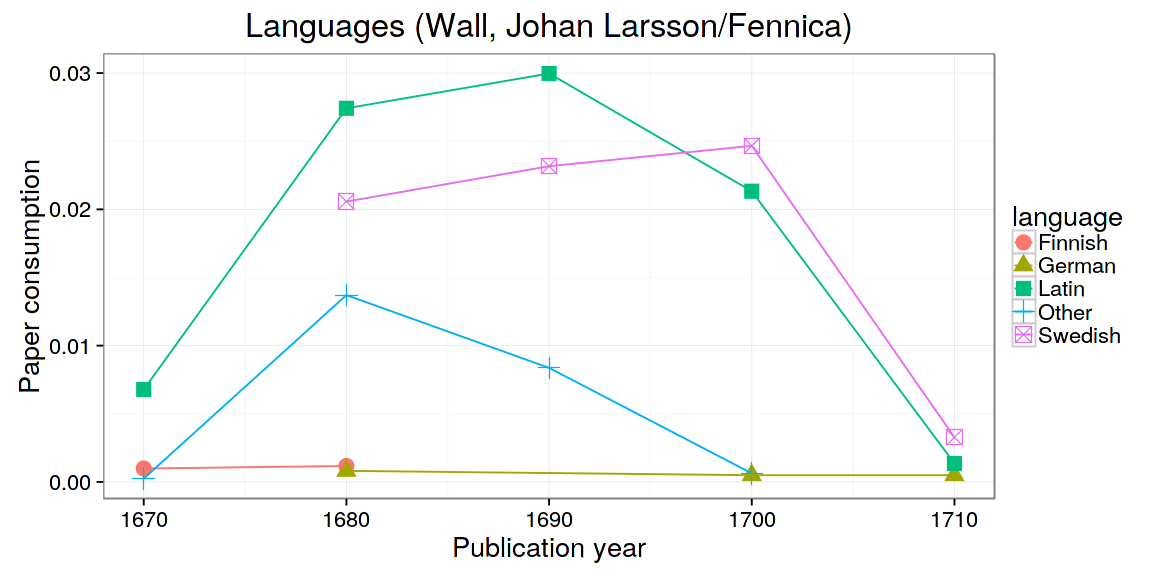 Languages (Wall, Johan Larsson/Fennica)
Paper consumption
0.03
0.02
0.01
0.00
1670 1680 1690 1700 1710
Publication year
language
Finnish
German
Latin
Other
Swedish